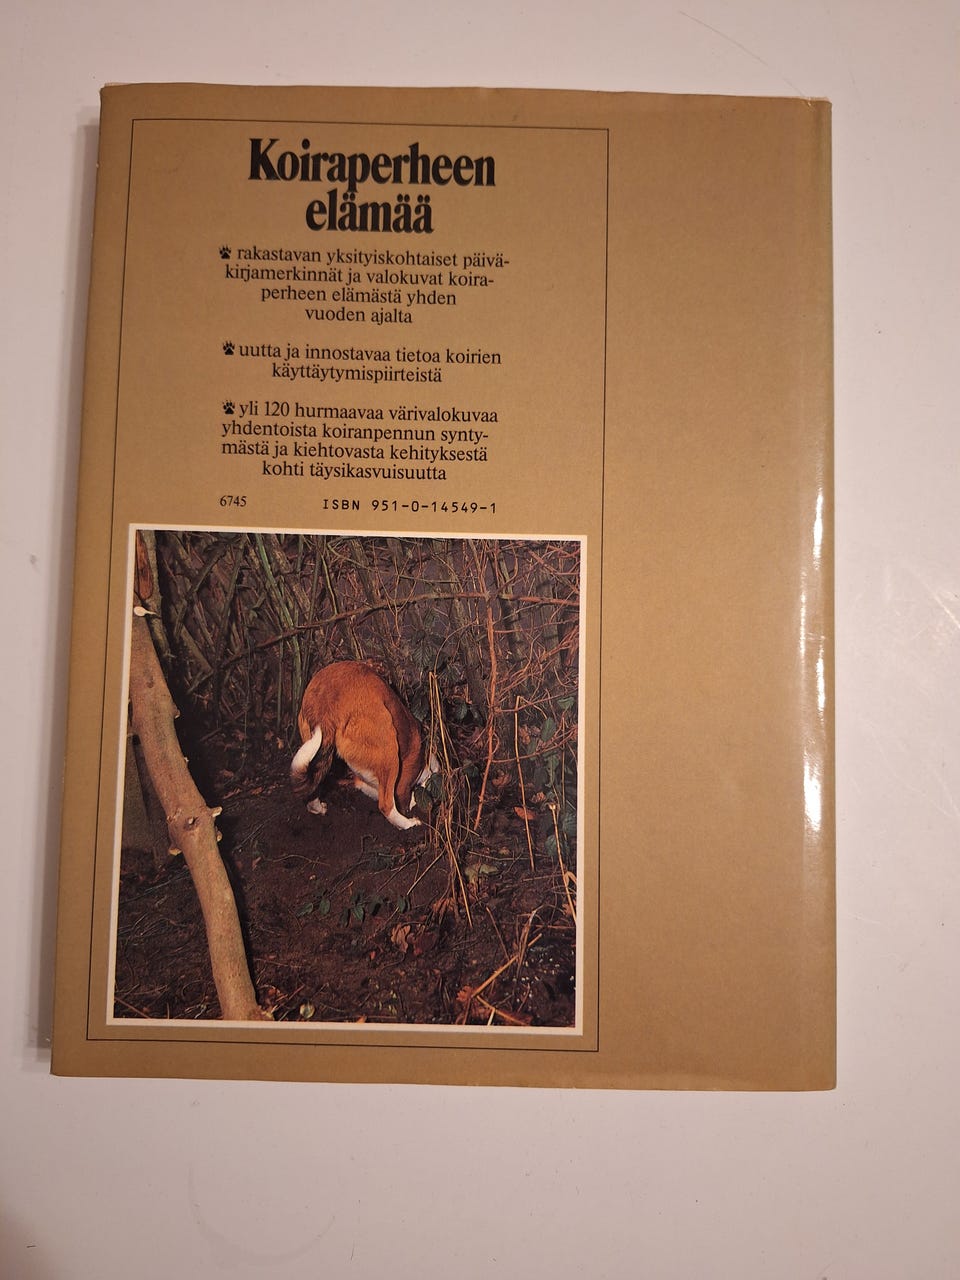 Koiraperheen
elämää
rakastavan yksityiskohtaiset päivä-
kirjamerkinnät ja valokuvat koira-
perheen elämästä yhden
vuoden ajalta
uutta ja innostavaa tietoa koirien
käyttäytymispiirteistä
yli 120 hurmaavaa värivalokuvaa
yhdentoista koiranpennun synty-
mästä ja kiehtovasta kehityksestä
kohti täysikasvuisuutta
6745 ISBN 951-0-14549-1